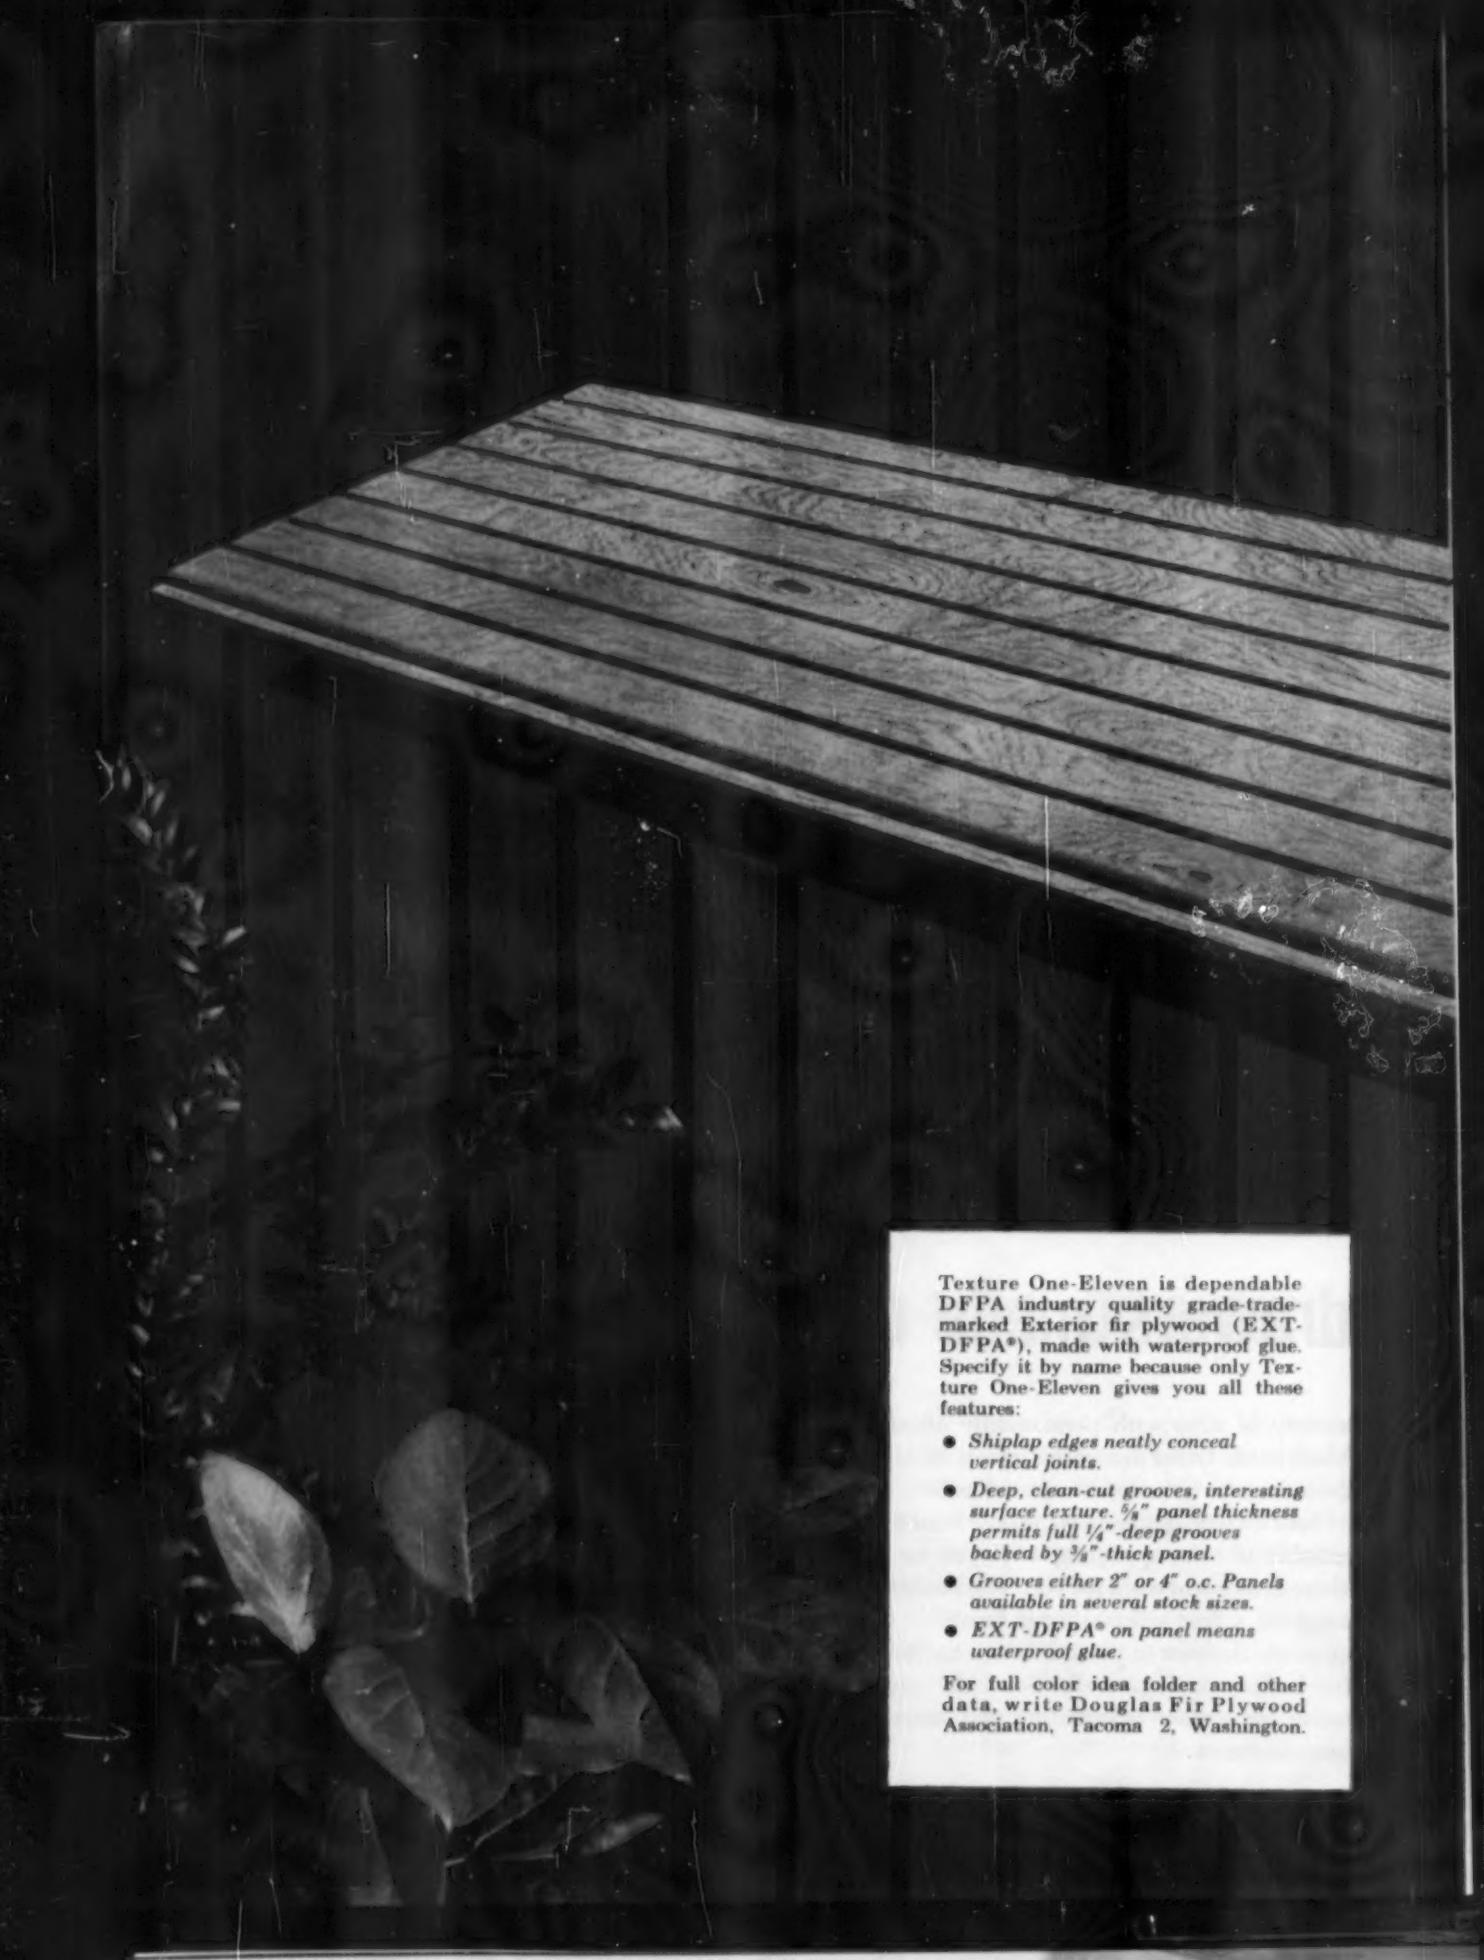 Texture One-Eleven is dependable
DFPA industry quality grade-trade-
marked Exterior fir plywood (EXT-
DFPA®), made with waterproof glue.
Specify it by name because only Tex-
ture One-Eleven gives you all these
features:
● Shiplap edges neatly conceal
vertical joints.
● Deep, clean-cut grooves, interesting
surface texture. ⅝" panel thickness
permits full ¼"-deep grooves
backed by ⅜"-thick panel.
● Grooves either 2" or 4" o.c. Panels
available in several stock sizes.
● EXT-DFPA® on panel means
waterproof glue.
For full color idea folder and other
data, write Douglas Fir Plywood
Association, Tacoma 2, Washington.